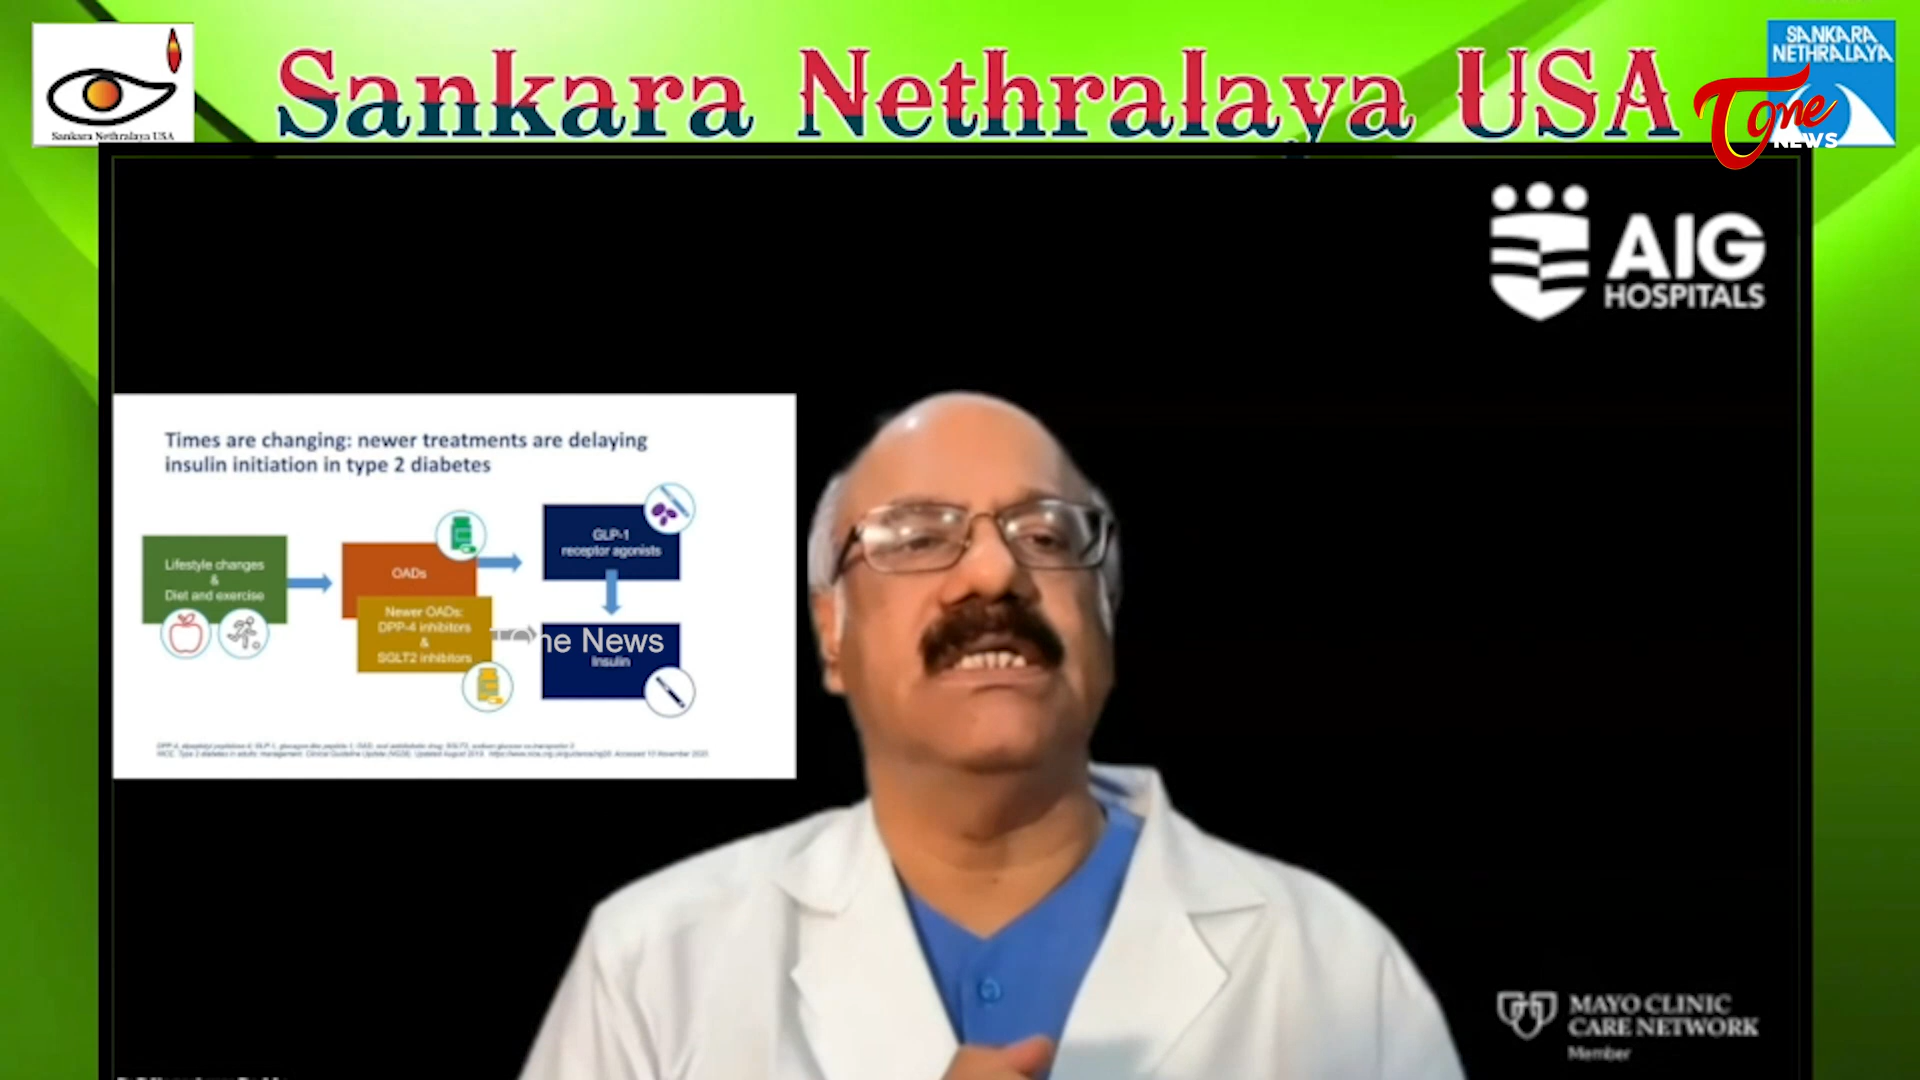 Sankara Nethralaya USA
Sankara Nethralaya USA
SANKARA
NETHRALAYA
Tone
NEWS
AIG
HOSPITALS
Times are changing: newer treatments are delaying
insulin initiation in type 2 diabetes
Lifestyle changes
&
Diet and exercise
OADs
Newer OADs:
DPP-4 inhibitors
&
SGLT2 inhibitors
GLP-1
receptor agonists
TOne News
Insulin
MAYO CLINIC
CARE NETWORK
Member